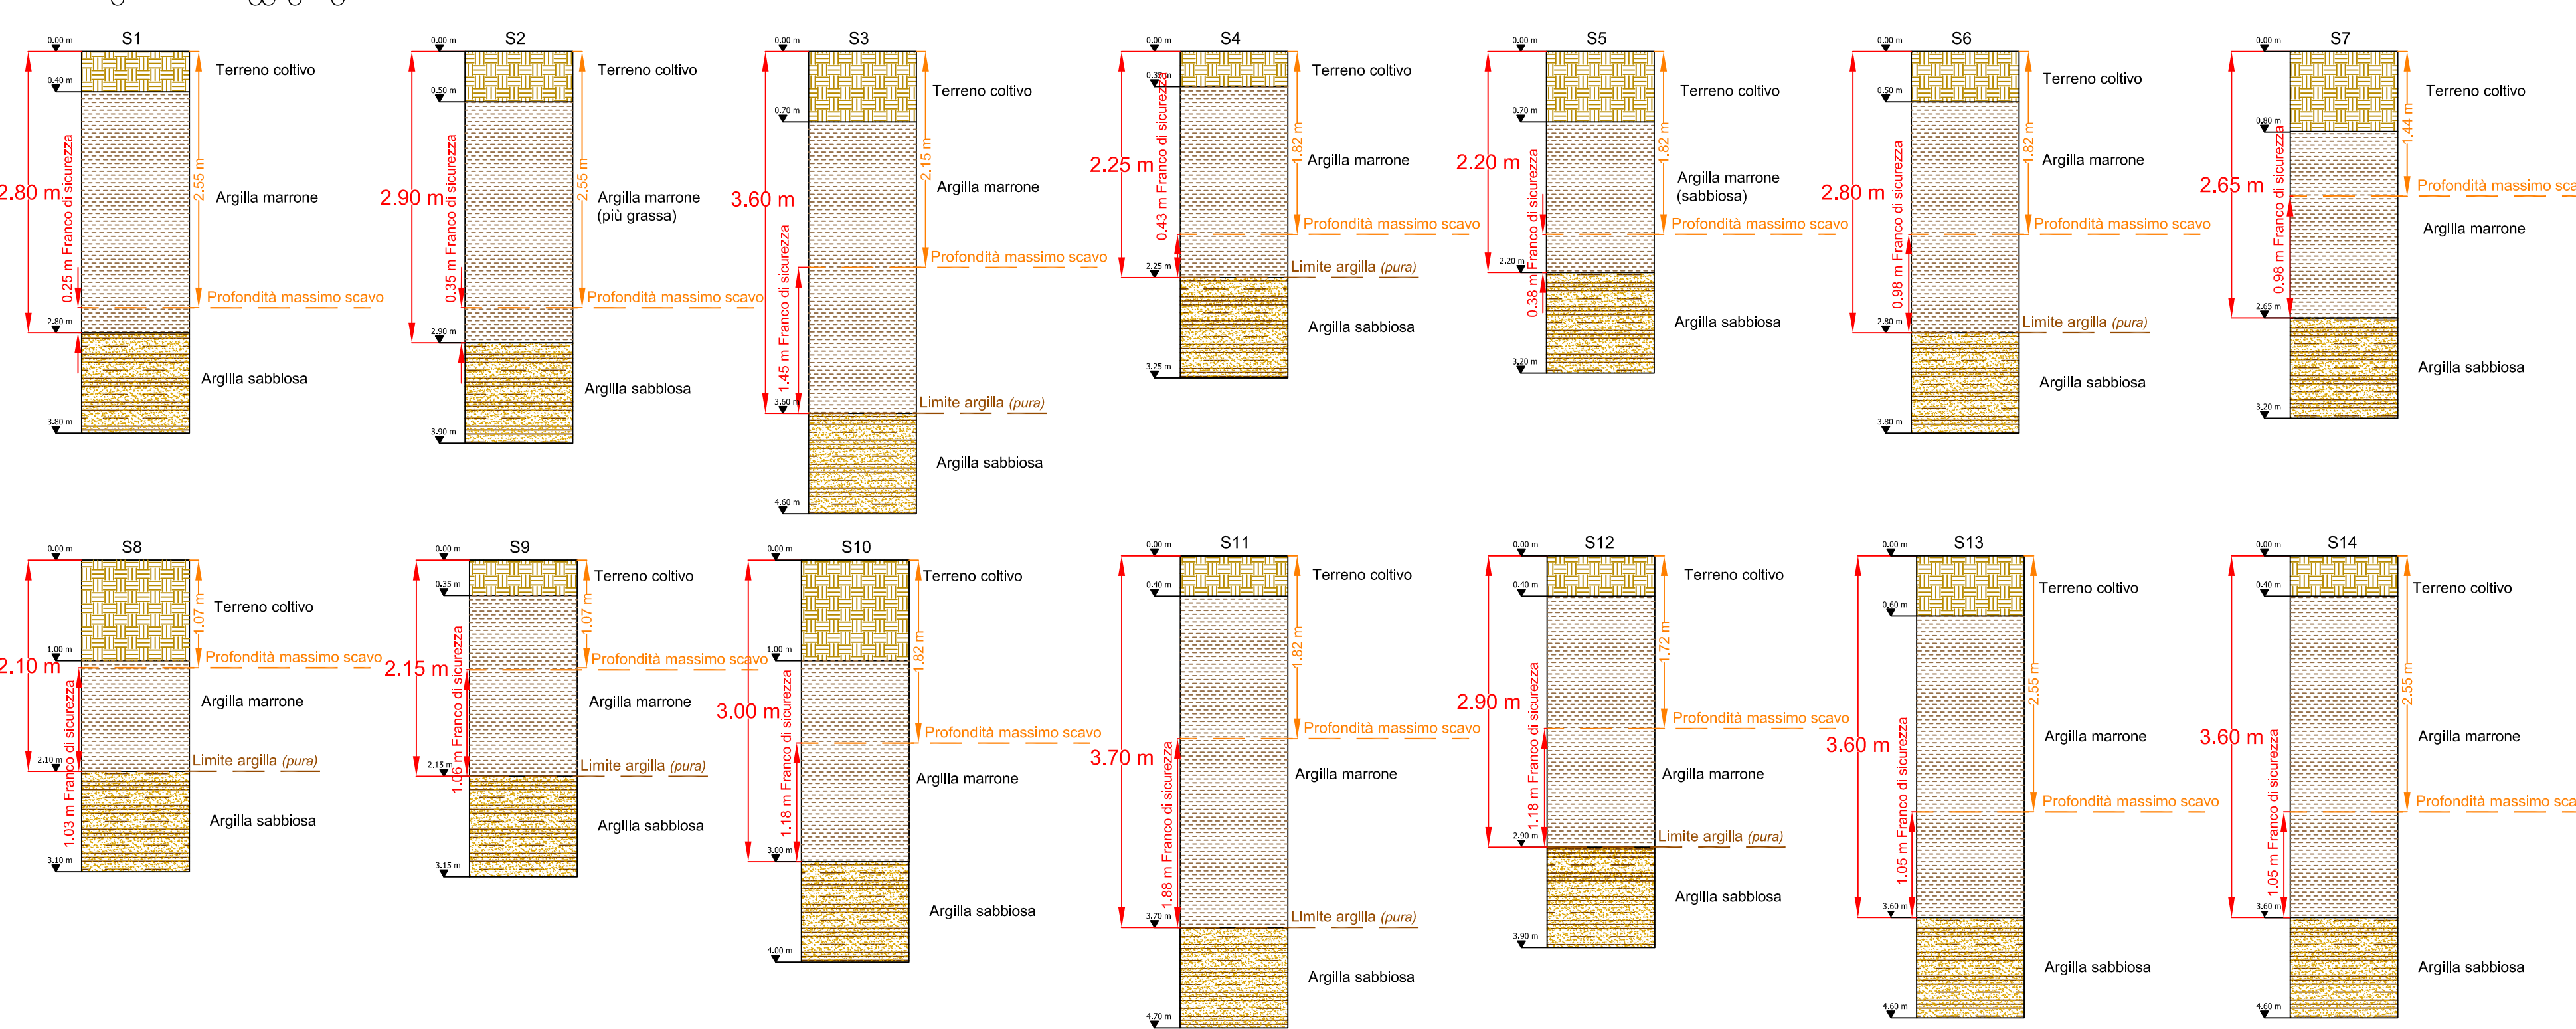 S1
0.00 m
0.40 m
2.80 m
3.80 m
2.80 m
0.25 m Franco di sicurezza
2.55 m
Terreno coltivo
Argilla marrone
Profondità massimo scavo
Argilla sabbiosa
S2
0.00 m
0.50 m
2.90 m
3.90 m
2.90 m
0.35 m Franco di sicurezza
2.55 m
Terreno coltivo
Argilla marrone
(più grassa)
Profondità massimo scavo
Argilla sabbiosa
S3
0.00 m
0.70 m
3.60 m
4.60 m
3.60 m
1.45 m Franco di sicurezza
2.15 m
Terreno coltivo
Argilla marrone
Profondità massimo scavo
Limite argilla (pura)
Argilla sabbiosa
S4
0.00 m
0.35 m
2.25 m
3.25 m
2.25 m
0.43 m Franco di sicurezza
1.82 m
Terreno coltivo
Argilla marrone
Profondità massimo scavo
Limite argilla (pura)
Argilla sabbiosa
S5
0.00 m
0.70 m
2.20 m
3.20 m
2.20 m
0.38 m Franco di sicurezza
1.82 m
Terreno coltivo
Argilla marrone
(sabbiosa)
Profondità massimo scavo
Argilla sabbiosa
S6
0.00 m
0.50 m
2.80 m
3.80 m
2.80 m
0.98 m Franco di sicurezza
1.82 m
Terreno coltivo
Argilla marrone
Profondità massimo scavo
Limite argilla (pura)
Argilla sabbiosa
S7
0.00 m
0.80 m
2.65 m
3.20 m
2.65 m
0.98 m Franco di sicurezza
1.44 m
Terreno coltivo
Profondità massimo sca
Argilla marrone
Argilla sabbiosa
S8
0.00 m
1.00 m
2.10 m
3.10 m
2.10 m
1.03 m Franco di sicurezza
1.07 m
Terreno coltivo
Profondità massimo scavo
Argilla marrone
Limite argilla (pura)
Argilla sabbiosa
S9
0.00 m
0.35 m
2.15 m
3.15 m
2.15 m
1.06 m Franco di sicurezza
1.07 m
Terreno coltivo
Profondità massimo scavo
Argilla marrone
Limite argilla (pura)
Argilla sabbiosa
S10
0.00 m
1.00 m
3.00 m
4.00 m
3.00 m
1.18 m Franco di sicurezza
1.82 m
Terreno coltivo
Profondità massimo scavo
Argilla marrone
Argilla sabbiosa
S11
0.00 m
0.40 m
3.70 m
4.70 m
3.70 m
1.88 m Franco di sicurezza
1.82 m
Terreno coltivo
Profondità massimo scavo
Argilla marrone
Limite argilla (pura)
Argilla sabbiosa
S12
0.00 m
0.40 m
2.90 m
3.90 m
2.90 m
1.18 m Franco di sicurezza
1.72 m
Terreno coltivo
Profondità massimo scavo
Argilla marrone
Limite argilla (pura)
Argilla sabbiosa
S13
0.00 m
0.60 m
3.60 m
4.60 m
3.60 m
1.05 m Franco di sicurezza
2.55 m
Terreno coltivo
Argilla marrone
Profondità massimo scavo
Argilla sabbiosa
S14
0.00 m
0.40 m
3.60 m
4.60 m
3.60 m
1.05 m Franco di sicurezza
2.55 m
Terreno coltivo
Argilla marrone
Profondità massimo sca
Argilla sabbiosa